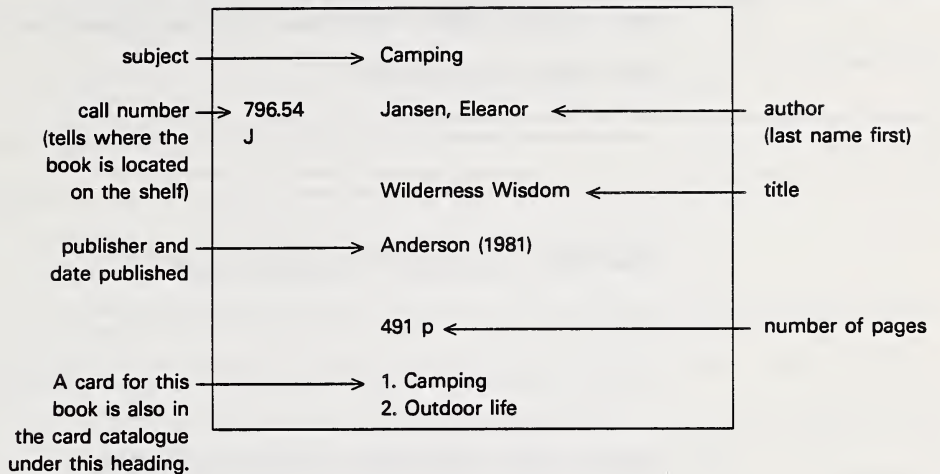 subject
Camping
call number
(tells where the
book is located
on the shelf)
796.54
J
Jansen, Eleanor
author
(last name first)
Wilderness Wisdom
title
publisher and
date published
Anderson (1981)
491 p
number of pages
A card for this
book is also in
the card catalogue
under this heading.
1. Camping
2. Outdoor life